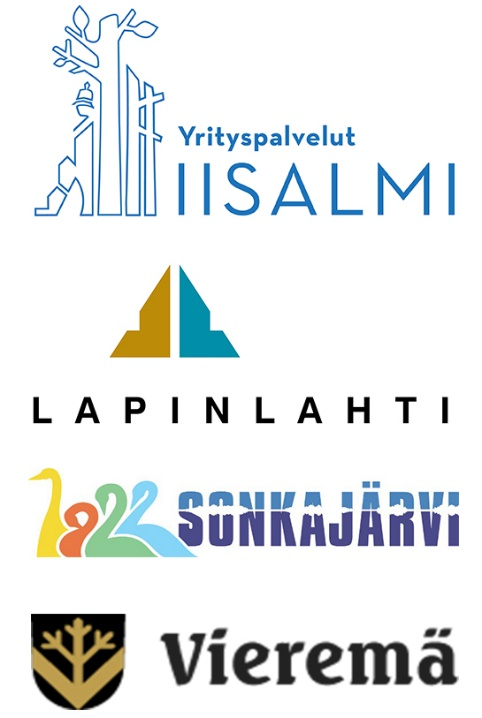 Yrityspalvelut
IISALMI
LAPINLAHTI
SONKAJÄRVI
Vieremä